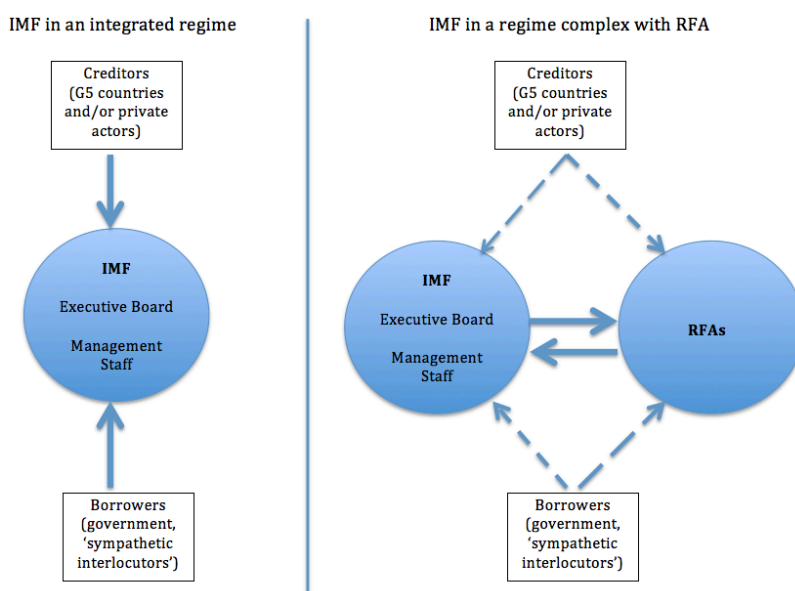 IMF in an integrated regime
Creditors
(G5 countries
and/or private
actors)
IMF
Executive Board
Management
Staff
Borrowers
(government,
‘sympathetic
interlocutors’)
IMF in a regime complex with RFA
Creditors
(G5 countries
and/or private
actors)
IMF
Executive Board
Management
Staff
RFAs
Borrowers
(government,
‘sympathetic
interlocutors’)